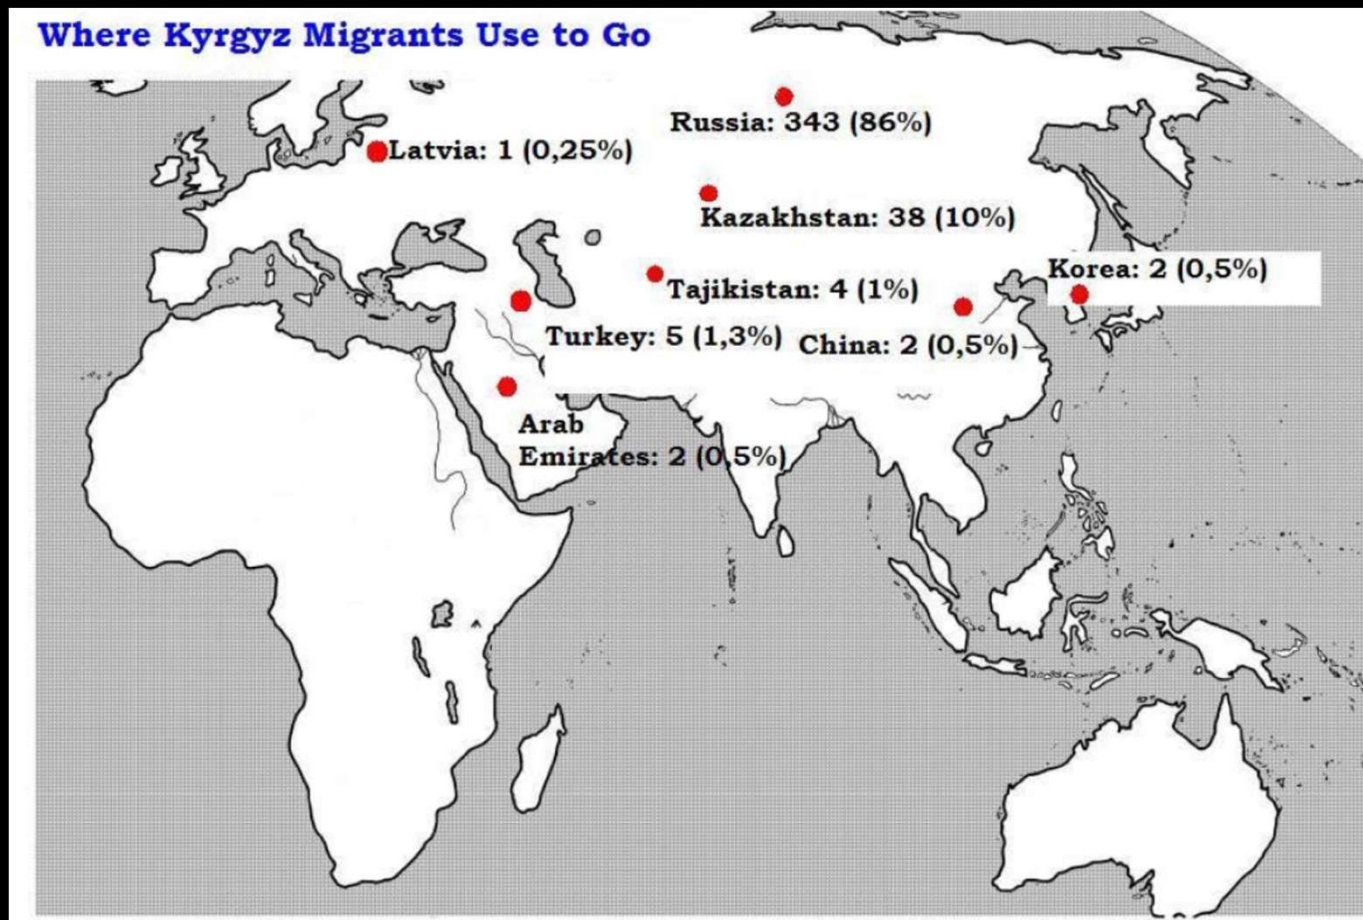 Where Kyrgyz Migrants Use to Go
Russia: 343 (86%)
Latvia: 1 (0,25%)
Kazakhstan: 38 (10%)
Korea: 2 (0,5%)
Tajikistan: 4 (1%)
Turkey: 5 (1,3%)
China: 2 (0,5%)
Arab
Emirates: 2 (0,5%)